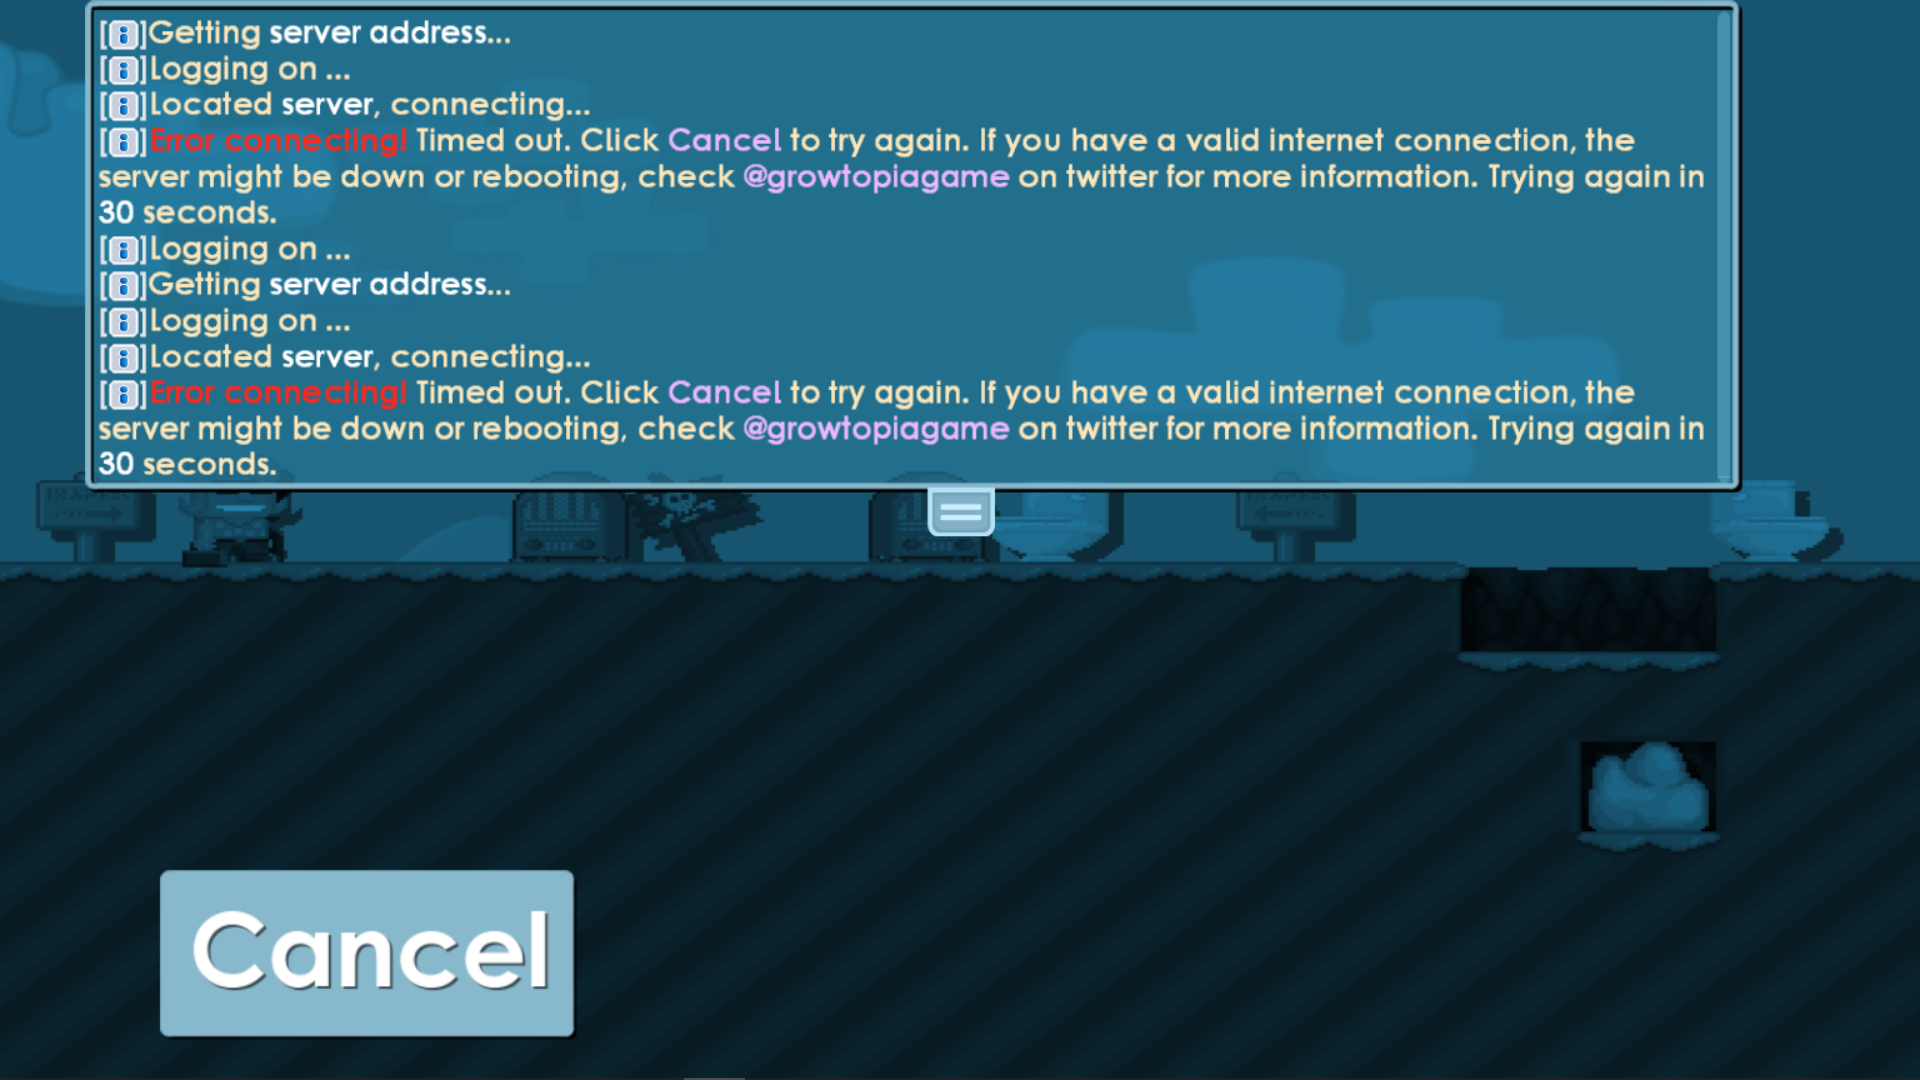 [i]Getting server address...
[i]Logging on ...
[i]Located server, connecting...
[i]Error connecting! Timed out. Click Cancel to try again. If you have a valid internet connection, the
server might be down or rebooting, check @growtopiagame on twitter for more information. Trying again in
30 seconds.
[i]Logging on ...
[i]Getting server address...
[i]Logging on ...
[i]Located server, connecting...
[i]Error connecting! Timed out. Click Cancel to try again. If you have a valid internet connection, the
server might be down or rebooting, check @growtopiagame on twitter for more information. Trying again in
30 seconds.
Cancel